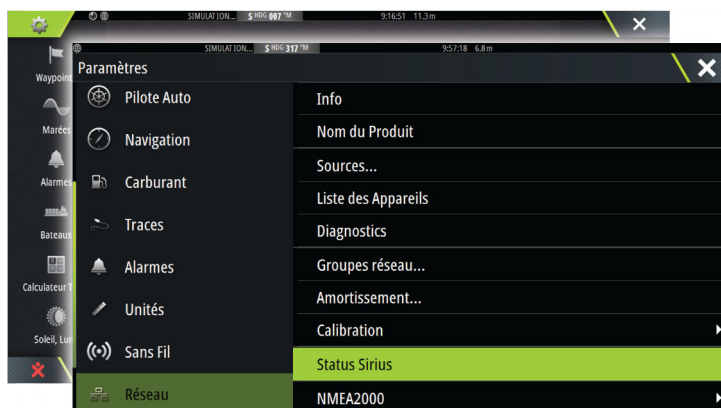 SIMULATION... S HDG 007 °M 9:16:51 11.3 m
SIMULATION... S HDG 317 °M 9:57:18 6.8 m
Waypoint
Marées
Alarmes
Bateaux
Calculateur T
Soleil, Lun
Paramètres
Pilote Auto
Navigation
Carburant
Traces
Alarmes
Unités
Sans Fil
Réseau
Info
Nom du Produit
Sources...
Liste des Appareils
Diagnostics
Groupes réseau...
Amortissement...
Calibration
Status Sirius
NMEA2000